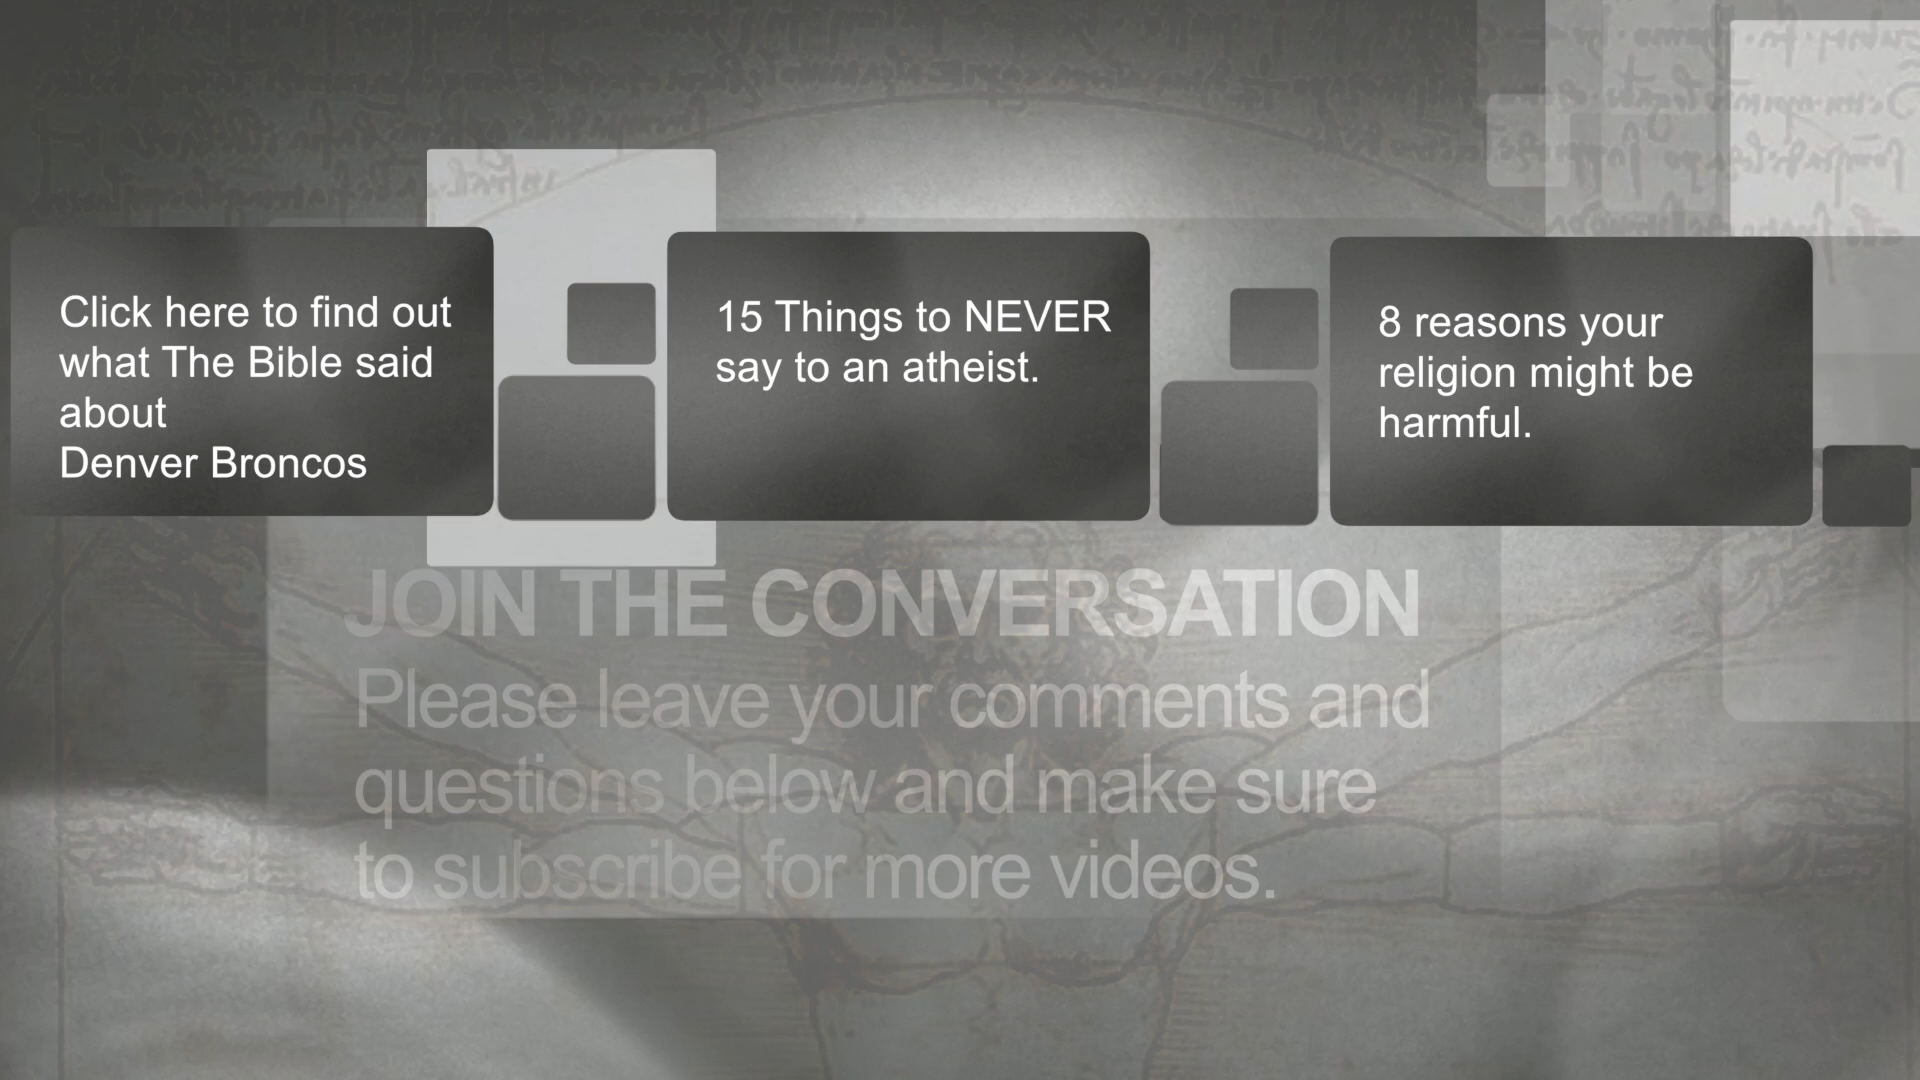 Click here to find out
what The Bible said
about
Denver Broncos
15 Things to NEVER
say to an atheist.
8 reasons your
religion might be
harmful.
JOIN THE CONVERSATION
Please leave your comments and
questions below and make sure
to subscribe for more videos.